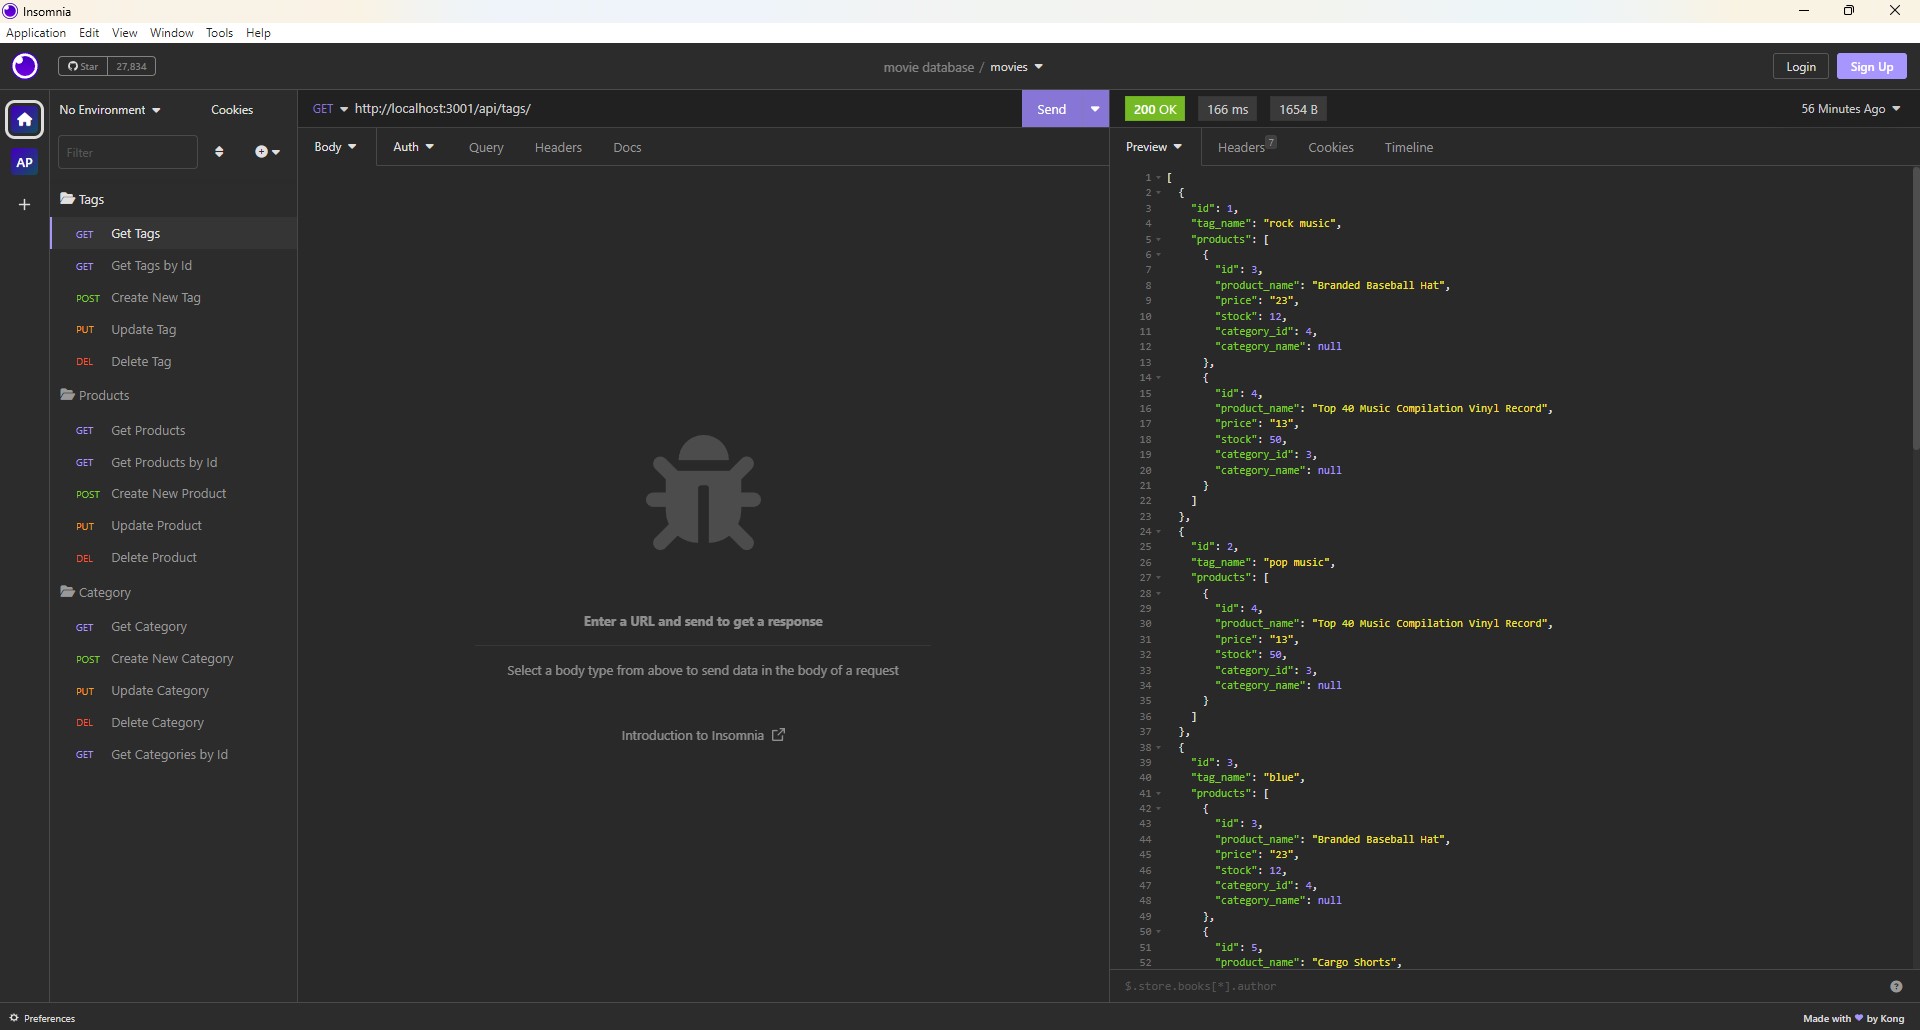 Insomnia
Application Edit View Window Tools Help
Star 27,834
movie database / movies
Login Sign Up
No Environment Cookies
GET http://localhost:3001/api/tags/
Send
200 OK 166 ms 1654 B
56 Minutes Ago
AP
Filter
Body Auth Query Headers Docs
Preview Headers 7 Cookies Timeline
Tags
GET Get Tags
GET Get Tags by Id
POST Create New Tag
PUT Update Tag
DEL Delete Tag
Products
GET Get Products
GET Get Products by Id
POST Create New Product
PUT Update Product
DEL Delete Product
Category
GET Get Category
POST Create New Category
PUT Update Category
DEL Delete Category
GET Get Categories by Id
Enter a URL and send to get a response
Select a body type from above to send data in the body of a request
Introduction to Insomnia
1 [
2 {
3 "id": 1,
4 "tag_name": "rock music",
5 "products": [
6 {
7 "id": 3,
8 "product_name": "Branded Baseball Hat",
9 "price": "23",
10 "stock": 12,
11 "category_id": 4,
12 "category_name": null
13 },
14 {
15 "id": 4,
16 "product_name": "Top 40 Music Compilation Vinyl Record",
17 "price": "13",
18 "stock": 50,
19 "category_id": 3,
20 "category_name": null
21 }
22 ]
23 },
24 {
25 "id": 2,
26 "tag_name": "pop music",
27 "products": [
28 {
29 "id": 4,
30 "product_name": "Top 40 Music Compilation Vinyl Record",
31 "price": "13",
32 "stock": 50,
33 "category_id": 3,
34 "category_name": null
35 }
36 ]
37 },
38 {
39 "id": 3,
40 "tag_name": "blue",
41 "products": [
42 {
43 "id": 3,
44 "product_name": "Branded Baseball Hat",
45 "price": "23",
46 "stock": 12,
47 "category_id": 4,
48 "category_name": null
49 },
50 {
51 "id": 5,
52 "product_name": "Cargo Shorts",
$.store.books[*].author
Preferences
Made with ♥ by Kong